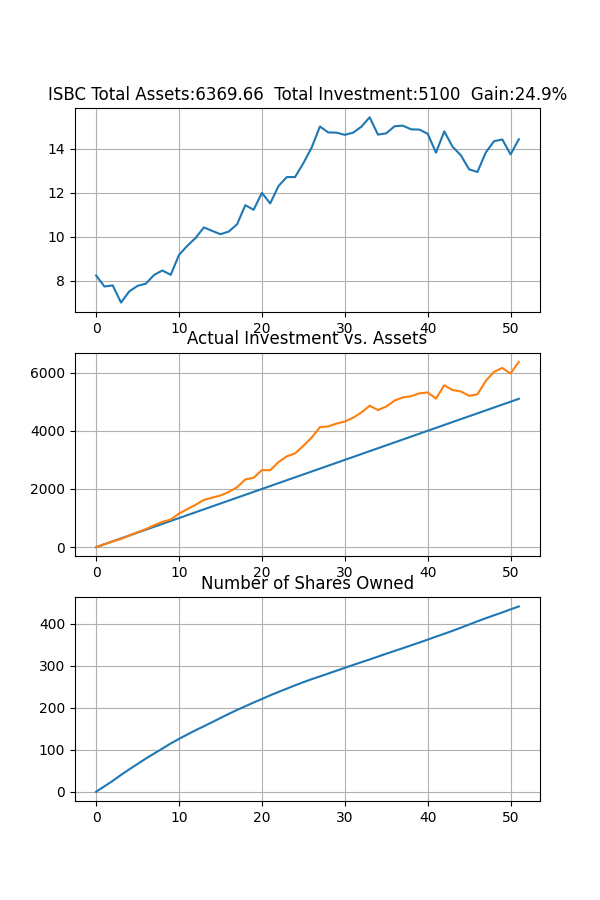 ISBC Total Assets:6369.66  Total Investment:5100  Gain:24.9%
14
12
10
8
0 10 20 30 40 50
Actual Investment vs. Assets
6000
4000
2000
0
0 10 20 30 40 50
Number of Shares Owned
400
300
200
100
0
0 10 20 30 40 50